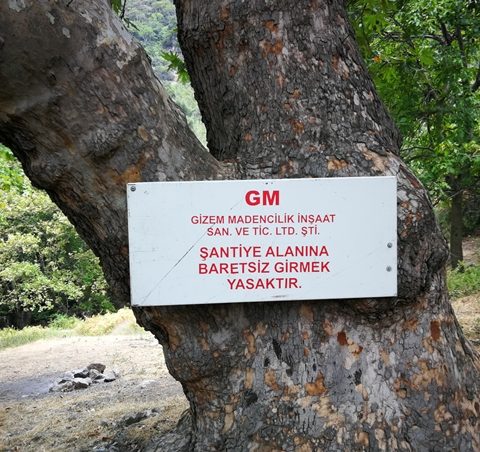 GM
GİZEM MADENCİLİK İNŞAAT
SAN. VE TİC. LTD. ŞTİ.
ŞANTİYE ALANINA
BARETSİZ GİRMEK
YASAKTIR.